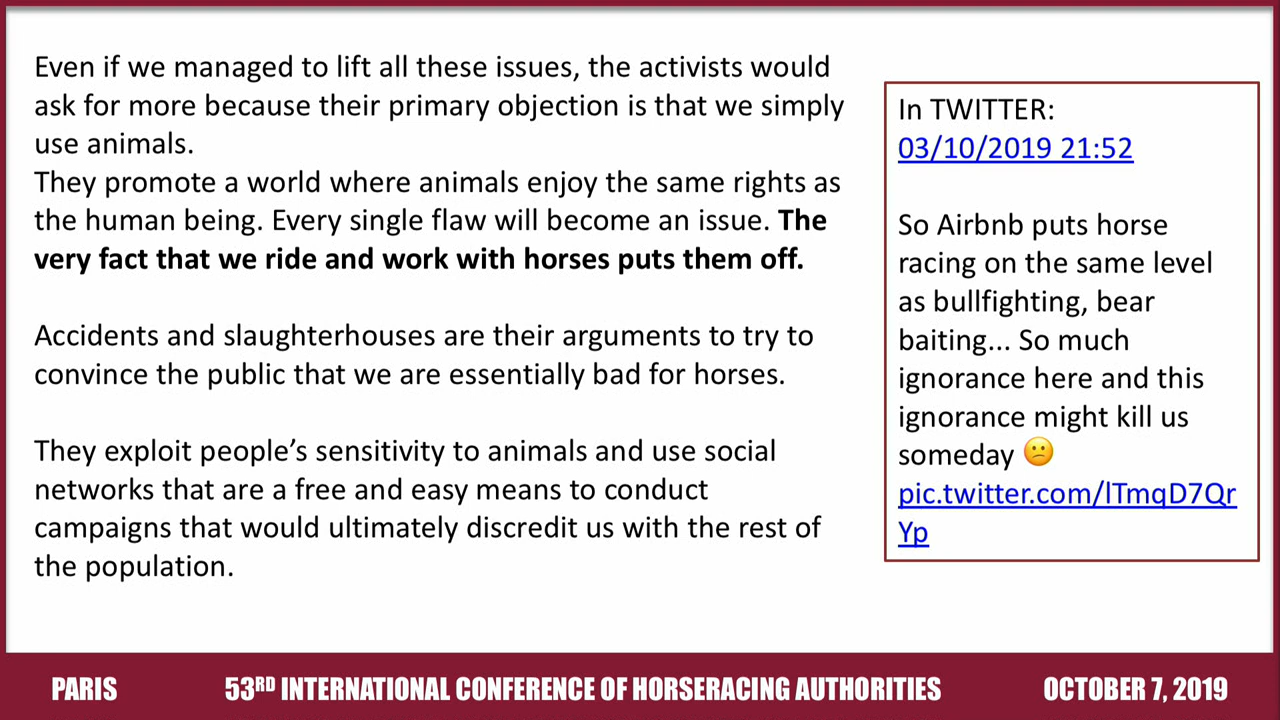 Even if we managed to lift all these issues, the activists would
ask for more because their primary objection is that we simply
use animals.
They promote a world where animals enjoy the same rights as
the human being. Every single flaw will become an issue. The
very fact that we ride and work with horses puts them off.
Accidents and slaughterhouses are their arguments to try to
convince the public that we are essentially bad for horses.
They exploit people’s sensitivity to animals and use social
networks that are a free and easy means to conduct
campaigns that would ultimately discredit us with the rest of
the population.
In TWITTER:
03/10/2019 21:52
So Airbnb puts horse
racing on the same level
as bullfighting, bear
baiting... So much
ignorance here and this
ignorance might kill us
someday 😕
pic.twitter.com/lTmqD7Qr
Yp
PARIS
53RD INTERNATIONAL CONFERENCE OF HORSERACING AUTHORITIES
OCTOBER 7, 2019